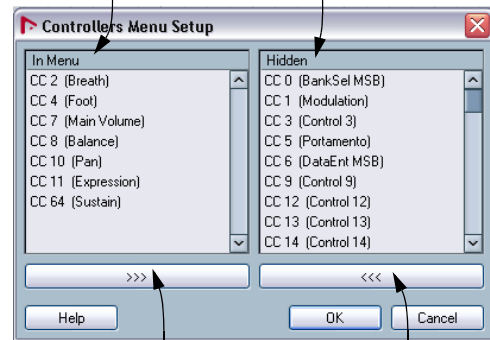 Controllers Menu Setup
In Menu
CC 2 (Breath)
CC 4 (Foot)
CC 7 (Main Volume)
CC 8 (Balance)
CC 10 (Pan)
CC 11 (Expression)
CC 64 (Sustain)
Hidden
CC 0 (BankSel MSB)
CC 1 (Modulation)
CC 3 (Control 3)
CC 5 (Portamento)
CC 6 (DataEnt MSB)
CC 9 (Control 9)
CC 12 (Control 12)
CC 13 (Control 13)
CC 14 (Control 14)
>>>
<<<
Help
OK
Cancel